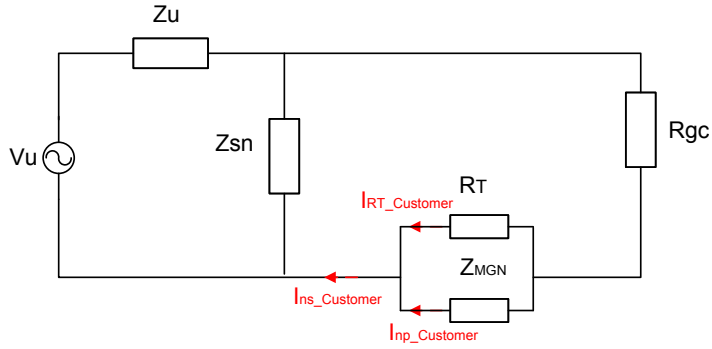 Zu
Vu
Zsn
Rgc
RT
IRT_Customer
ZMGN
Ins_Customer
Inp_Customer